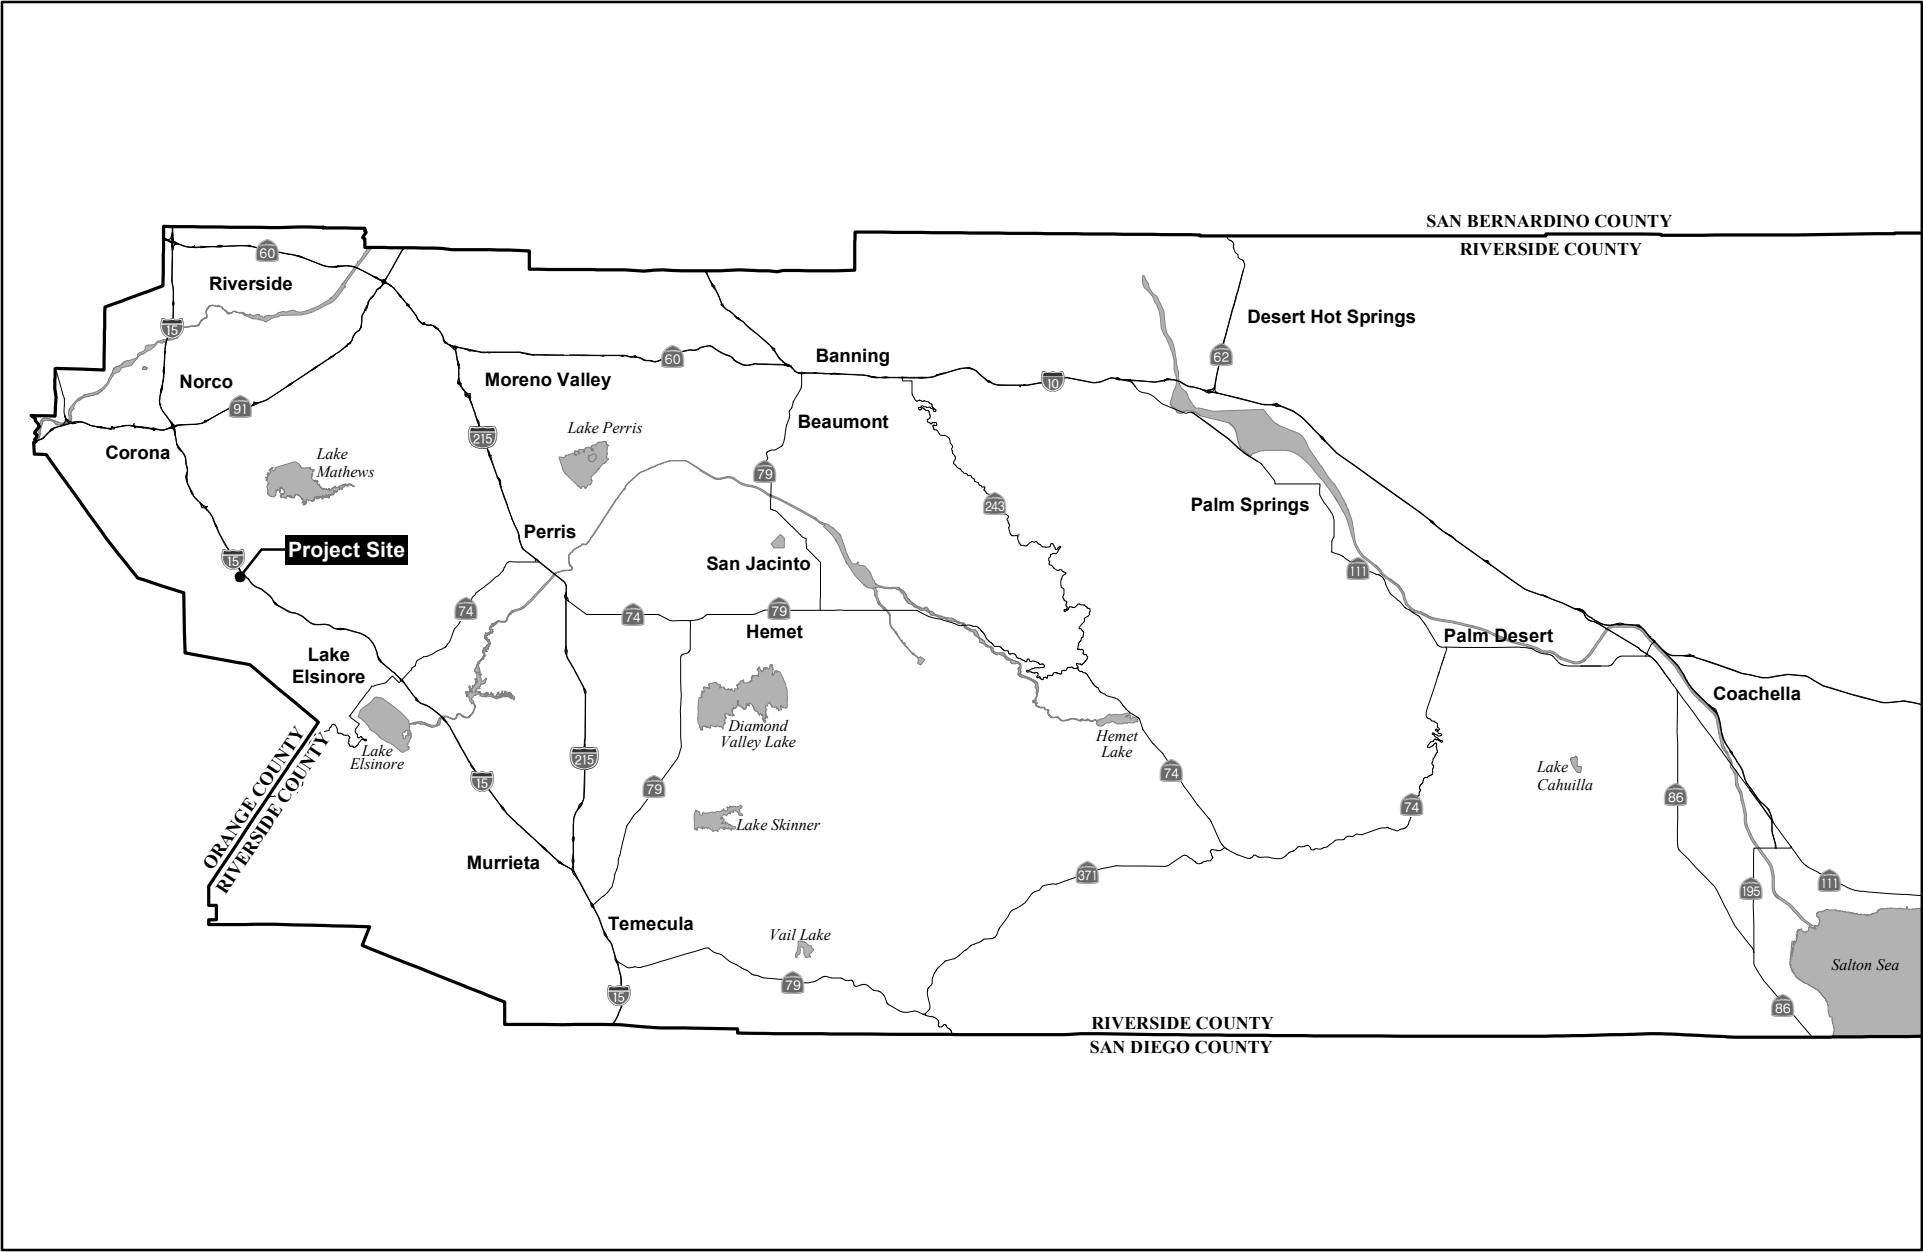 SAN BERNARDINO COUNTY
RIVERSIDE COUNTY
60
Riverside
Desert Hot Springs
15
62
60
Banning
Moreno Valley
10
Norco
91
Beaumont
Lake Perris
215
Corona
Lake
Mathews
79
243
Palm Springs
Perris
Project Site
15
San Jacinto
111
74
74
79
Hemet
Palm Desert
Lake
Elsinore
Coachella
Diamond
Valley Lake
Hemet
Lake
ORANGE COUNTY
RIVERSIDE COUNTY
Lake
Elsinore
215
15
79
74
Lake
Cahuilla
86
74
Lake Skinner
Murrieta
371
195
111
Temecula
Vail Lake
Salton Sea
79
15
86
RIVERSIDE COUNTY
SAN DIEGO COUNTY